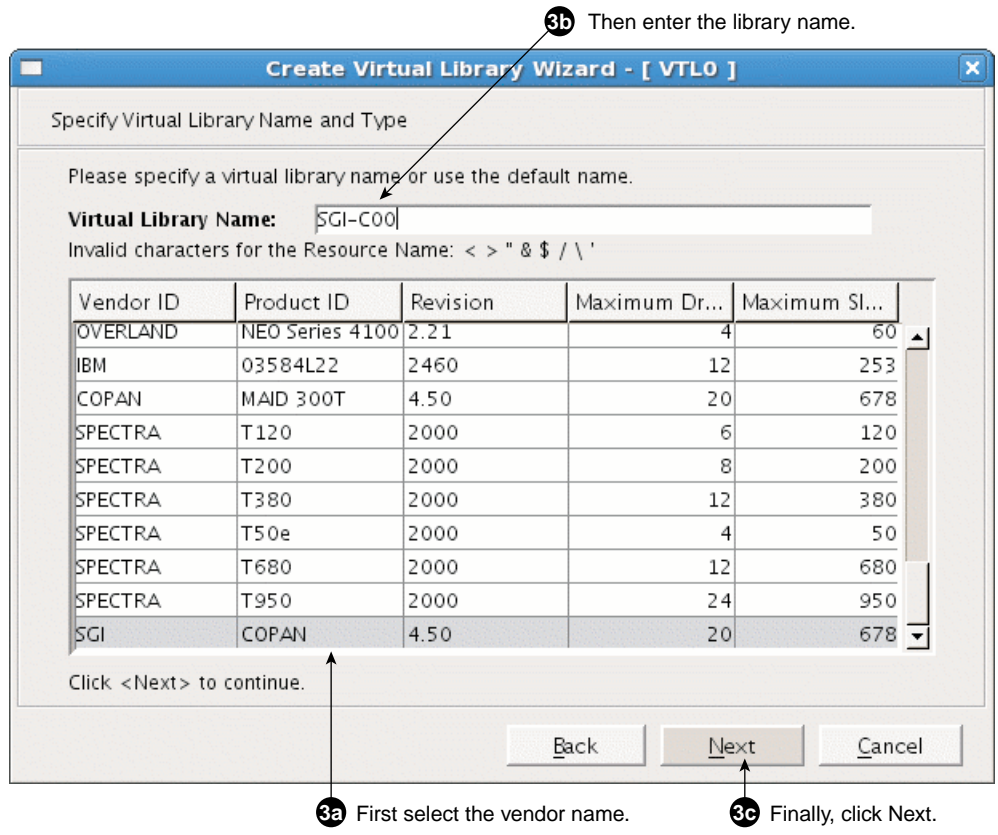 3b Then enter the library name.
Create Virtual Library Wizard - [ VTL0 ]
Specify Virtual Library Name and Type
Please specify a virtual library name or use the default name.
Virtual Library Name: SGI-C00
Invalid characters for the Resource Name: < > " & $ / \ '
Vendor ID Product ID Revision Maximum Dr... Maximum Sl...
OVERLAND NEO Series 4100 2.21 4 60
IBM 03584L22 2460 12 253
COPAN MAID 300T 4.50 20 678
SPECTRA T120 2000 6 120
SPECTRA T200 2000 8 200
SPECTRA T380 2000 12 380
SPECTRA T50e 2000 4 50
SPECTRA T680 2000 12 680
SPECTRA T950 2000 24 950
SGI COPAN 4.50 20 678
Click <Next> to continue.
Back Next Cancel
3a First select the vendor name. 3c Finally, click Next.